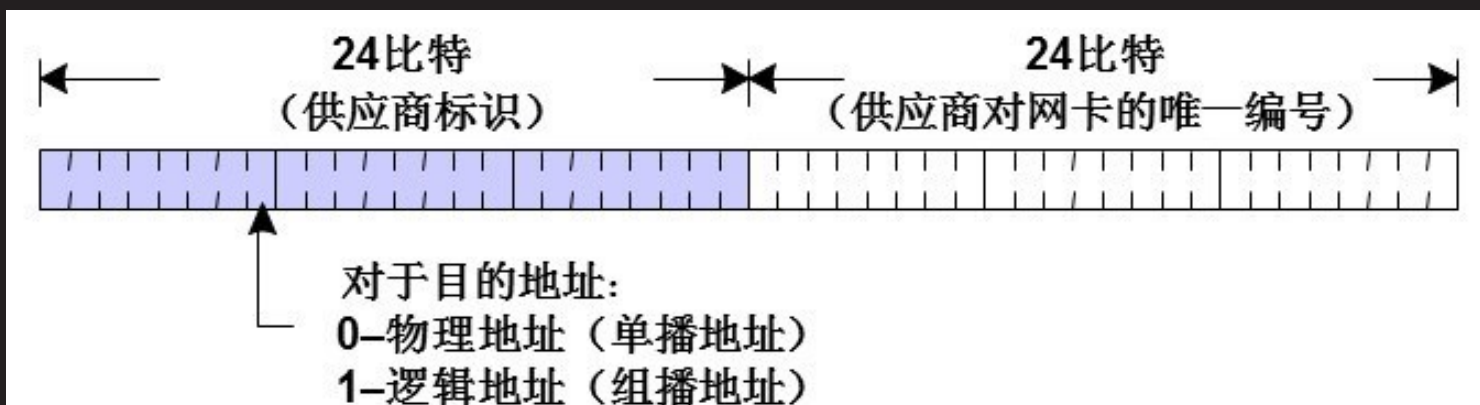 24比特
（供应商标识）
24比特
（供应商对网卡的唯一编号）
对于目的地址：
0–物理地址（单播地址）
1–逻辑地址（组播地址）